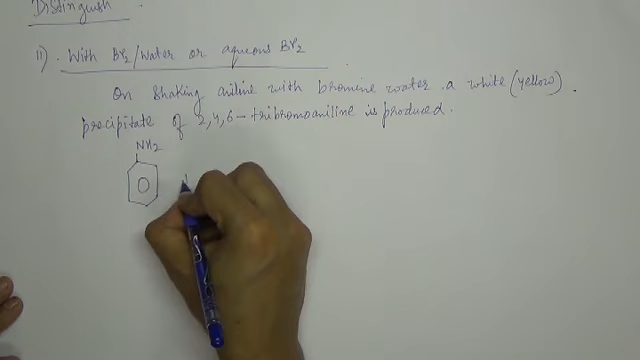 Distinguish.
ii). With Br2/Water or aqueous Br2
On Shaking aniline with bromine water a white (yellow)
precipitate of 2,4,6-tribromoaniline is produced.
NH2